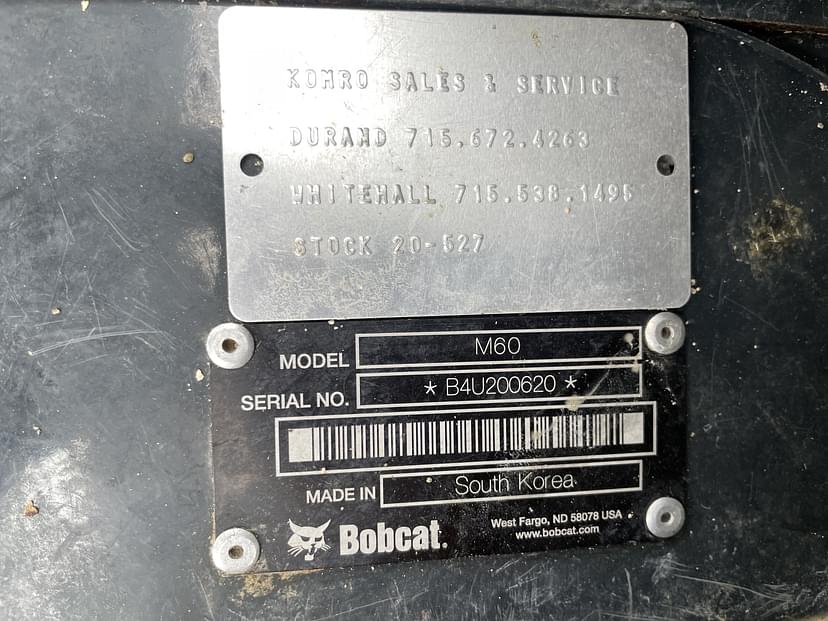 KOMRO SALES & SERVICE
DURAND 715.672.4263
WHITEHALL 715.538.1495
STOCK 20-527
MODEL M60
SERIAL NO. * B4U200620 *
MADE IN South Korea
Bobcat.
West Fargo, ND 58078 USA
www.bobcat.com